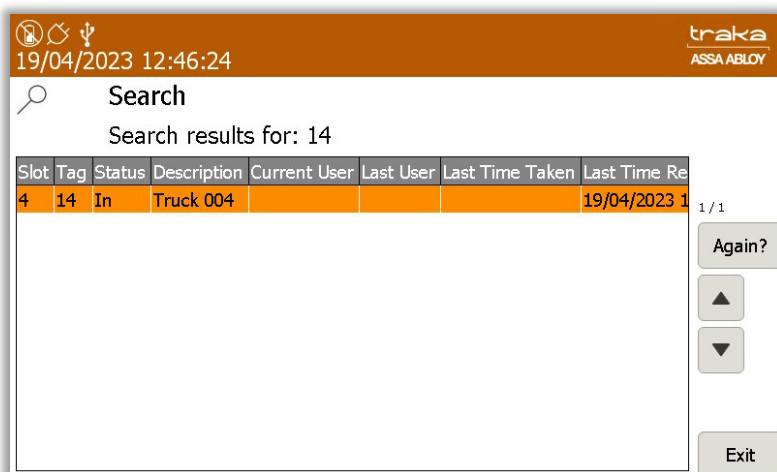 traka
19/04/2023 12:46:24
ASSA ABLOY
Search
Search results for: 14
Slot Tag Status Description Current User Last User Last Time Taken Last Time Re
4 14 In Truck 004 19/04/2023 1
1 / 1
Again?
Exit